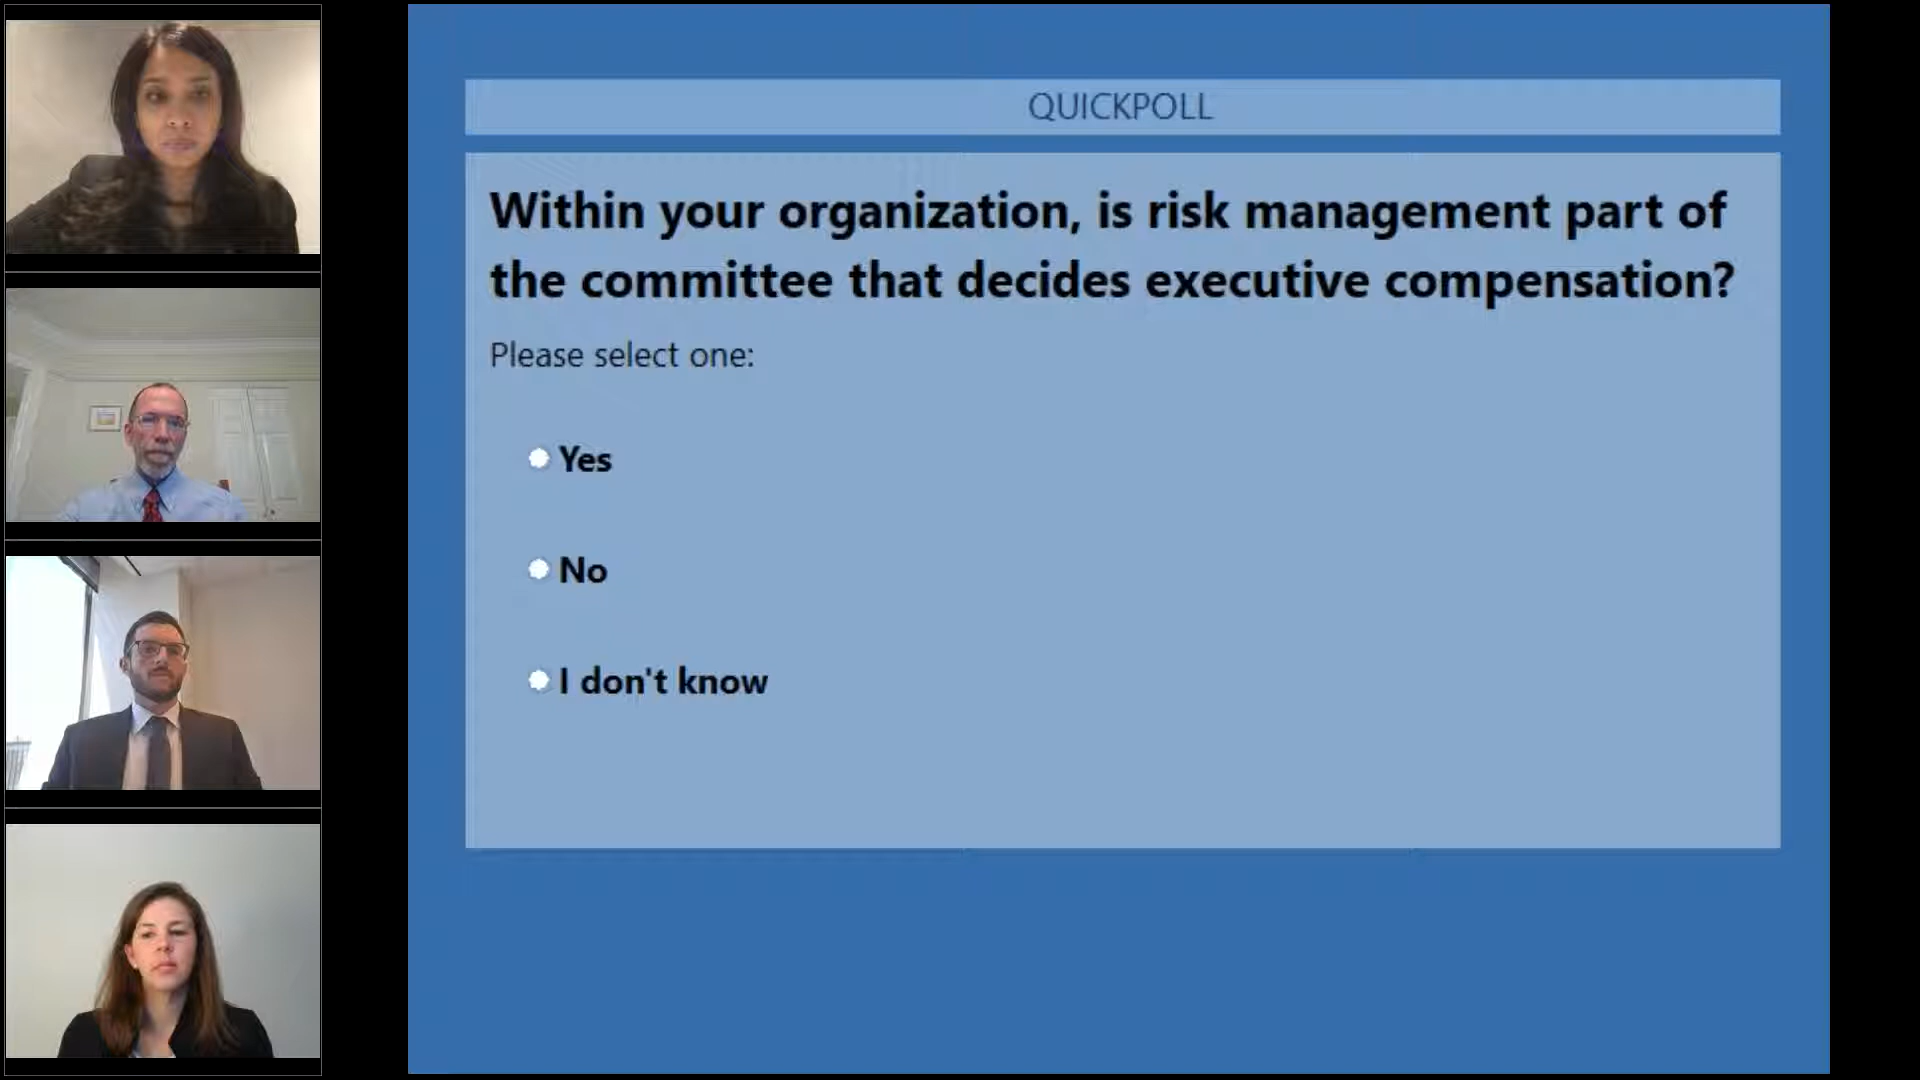 QUICKPOLL
Within your organization, is risk management part of
the committee that decides executive compensation?
Please select one:
Yes
No
I don't know